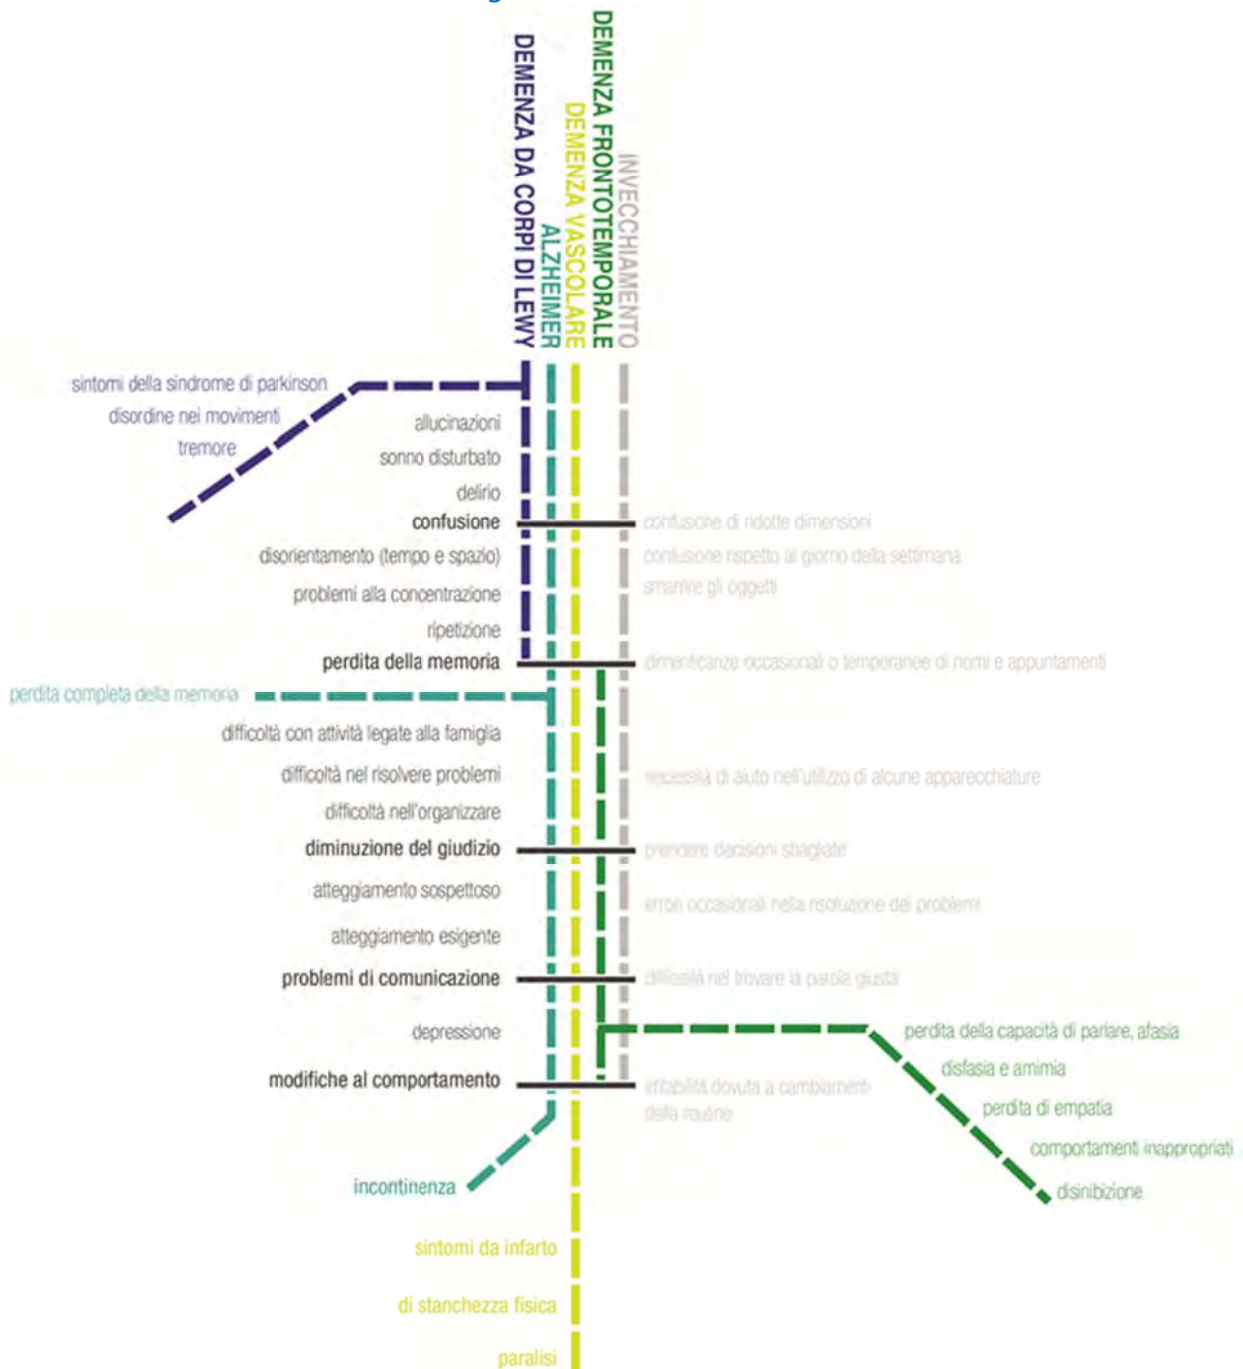 DEMENZA DA CORPI DI LEWY
ALZHEIMER
DEMENZA VASCOLARE
DEMENZA FRONTOTEMPORALE
INVECCHIAMENTO
sintomi della sindrome di parkinson
disordine nei movimenti
tremore
allucinazioni
sonno disturbato
delirio
confusione
confusione di ridotte dimensioni
disorientamento (tempo e spazio)
confusione rispetto al giorno della settimana
smarrire gli oggetti
problemi alla concentrazione
ripetizione
perdita della memoria
dimenticanze occasionali o temporanee di nomi e appuntamenti
perdita completa della memoria
difficoltà con attività legate alla famiglia
difficoltà nel risolvere problemi
necessità di aiuto nell'utilizzo di alcune apparecchiature
difficoltà nell'organizzare
diminuzione del giudizio
prendere decisioni sbagliate
atteggiamento sospettoso
errori occasionali nella risoluzione dei problemi
atteggiamento esigente
problemi di comunicazione
difficoltà nel trovare la parola giusta
depressione
perdita della capacità di parlare, afasia
disfasia e amimia
modifiche al comportamento
irritabilità dovuta a cambiamenti
della routine
perdita di empatia
comportamenti inappropriati
disinibizione
incontinenza
sintomi da infarto
di stanchezza fisica
paralisi